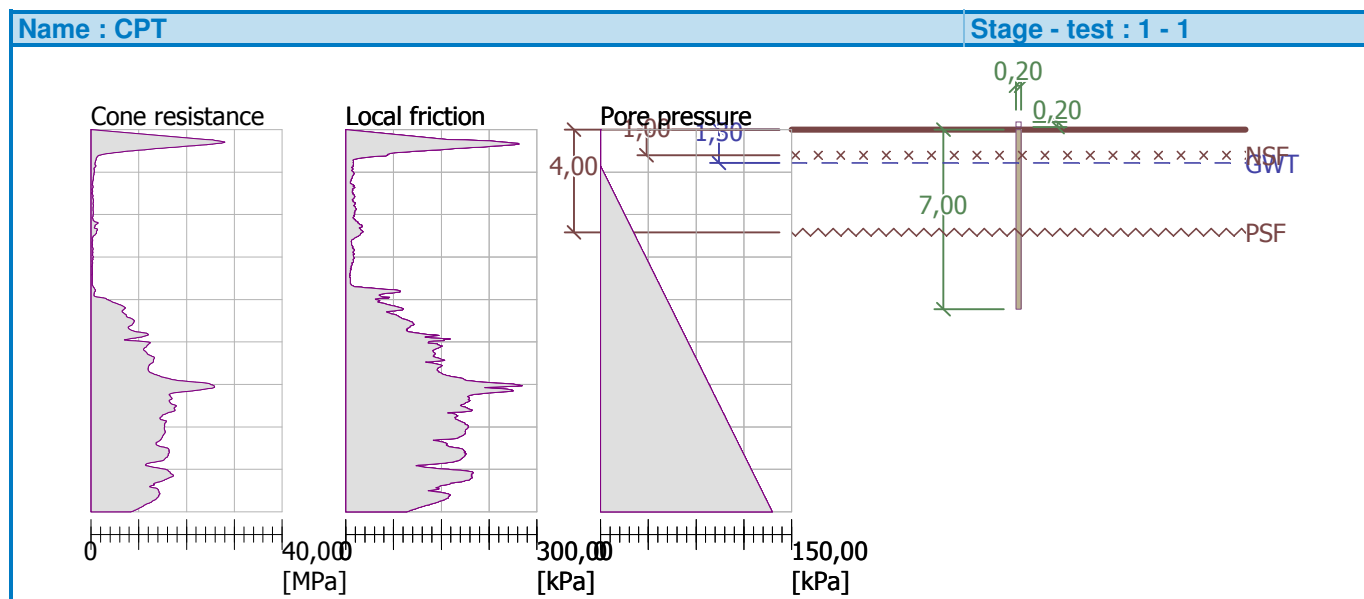 Name : CPT
Stage - test : 1 - 1
Cone resistance
Local friction
Pore pressure
0,20
0,20
1,00
1,30
4,00
7,00
NSF
GWT
PSF
0
40,00
[MPa]
0
300,00
[kPa]
0
150,00
[kPa]